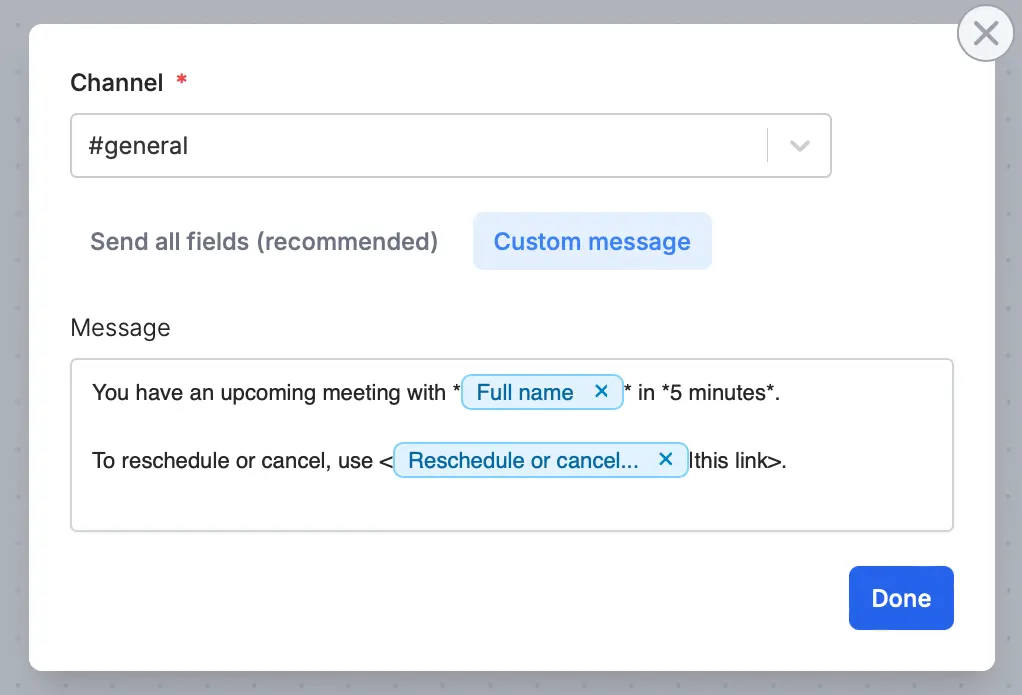 Channel *
#general
Send all fields (recommended) Custom message
Message
You have an upcoming meeting with *Full name ×* in *5 minutes*.
To reschedule or cancel, use <Reschedule or cancel... ×|this link>.
Done